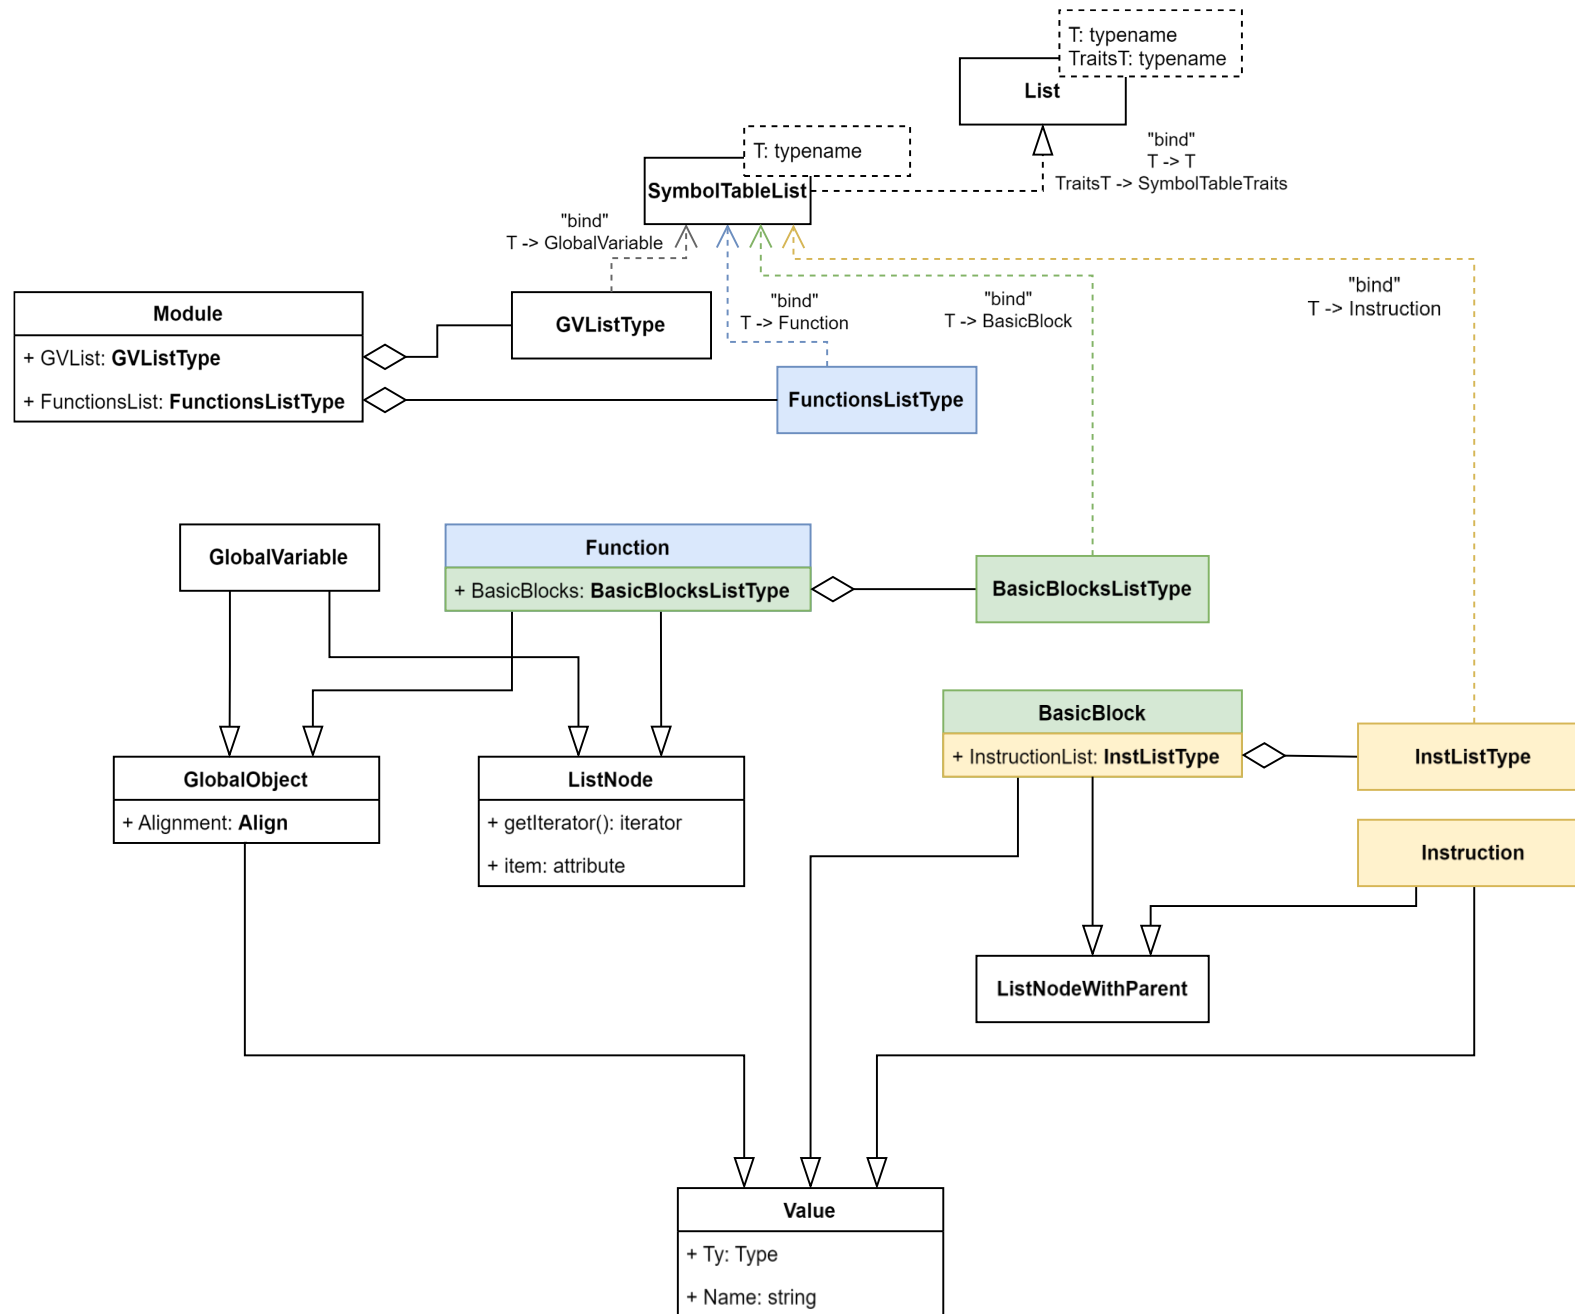 T: typename
TraitsT: typename
List
"bind"
T -> T
TraitsT -> SymbolTableTraits
T: typename
SymbolTableList
"bind"
T -> GlobalVariable
"bind"
T -> Function
"bind"
T -> BasicBlock
"bind"
T -> Instruction
Module
+ GVList: GVListType
+ FunctionsList: FunctionsListType
GVListType
FunctionsListType
GlobalVariable
Function
+ BasicBlocks: BasicBlocksListType
BasicBlocksListType
BasicBlock
+ InstructionList: InstListType
InstListType
GlobalObject
+ Alignment: Align
ListNode
+ getIterator(): iterator
+ item: attribute
Instruction
ListNodeWithParent
Value
+ Ty: Type
+ Name: string